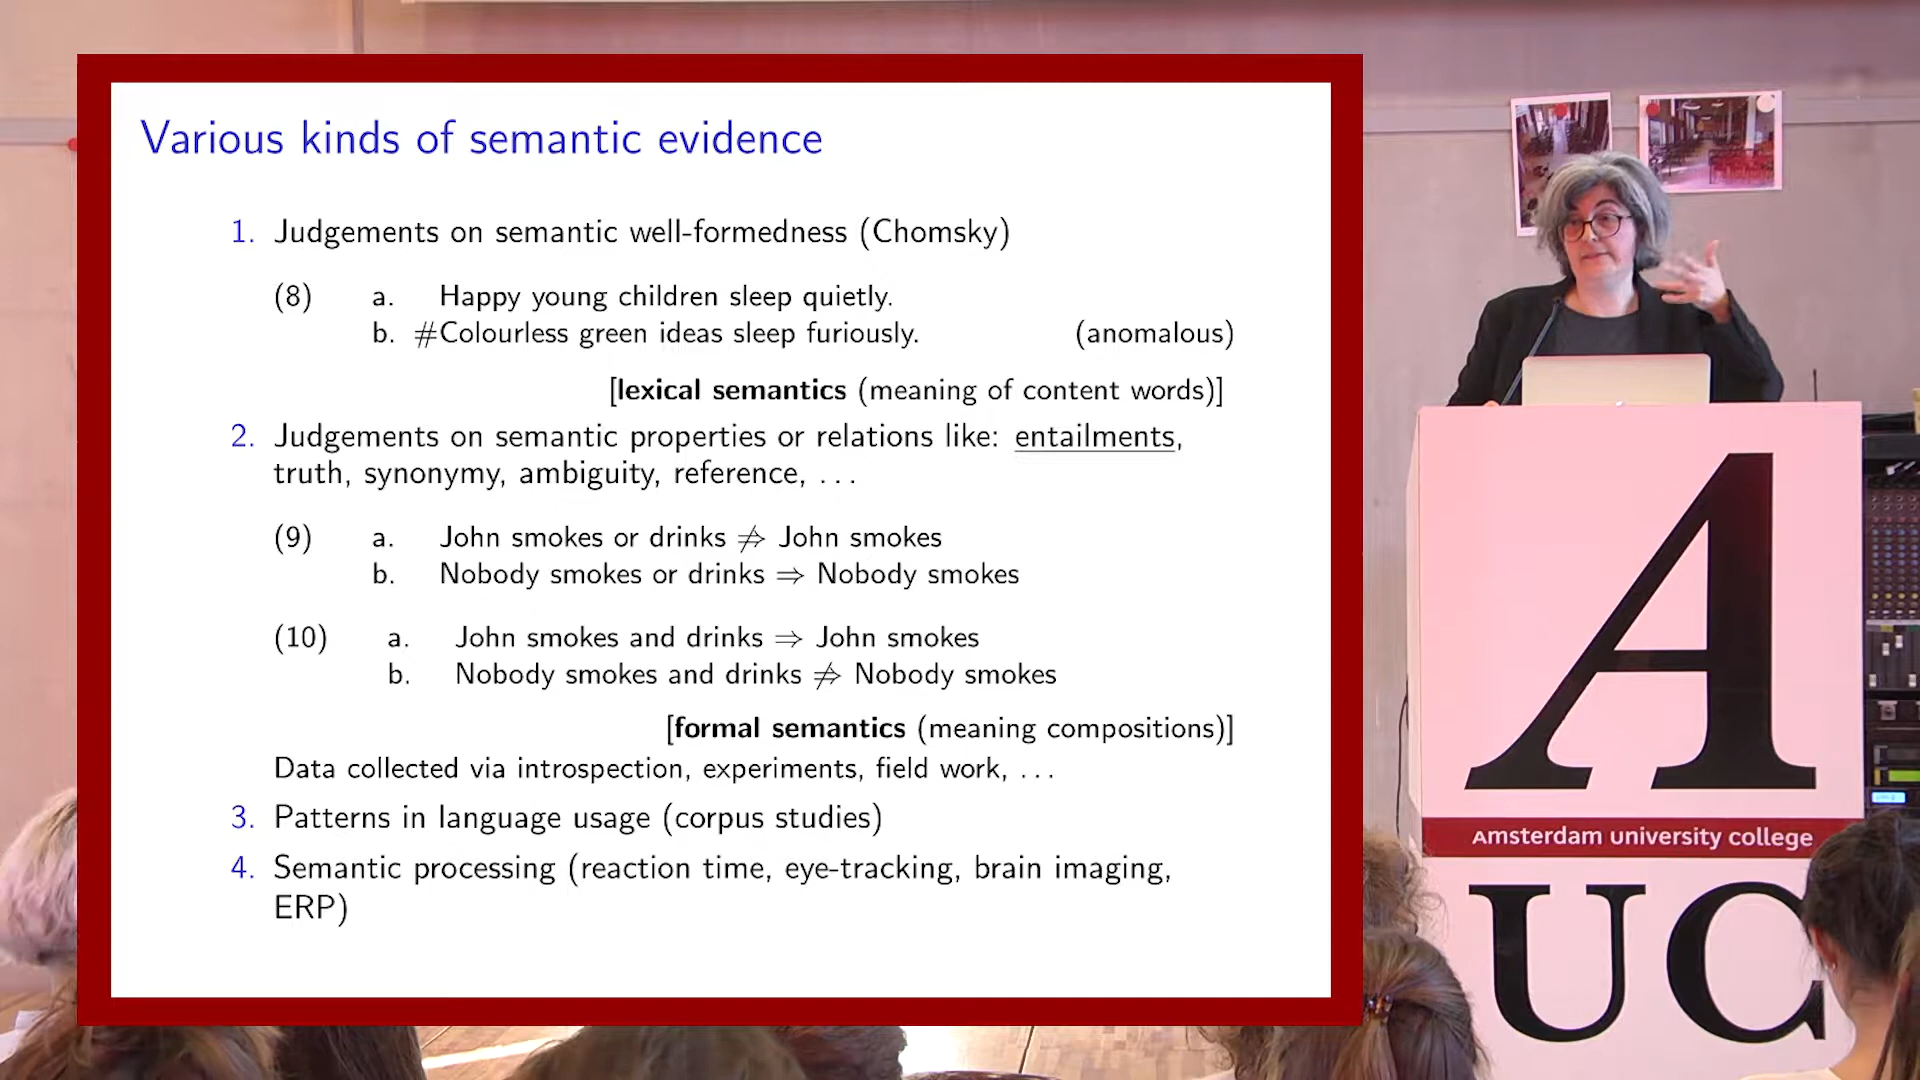 Various kinds of semantic evidence
1. Judgements on semantic well-formedness (Chomsky)
(8) a. Happy young children sleep quietly.
b. #Colourless green ideas sleep furiously. (anomalous)
[lexical semantics (meaning of content words)]
2. Judgements on semantic properties or relations like: entailments,
truth, synonymy, ambiguity, reference, ...
(9) a. John smokes or drinks ⇏ John smokes
b. Nobody smokes or drinks ⇒ Nobody smokes
(10) a. John smokes and drinks ⇒ John smokes
b. Nobody smokes and drinks ⇏ Nobody smokes
[formal semantics (meaning compositions)]
Data collected via introspection, experiments, field work, ...
3. Patterns in language usage (corpus studies)
4. Semantic processing (reaction time, eye-tracking, brain imaging,
ERP)
A
Amsterdam university college
UC